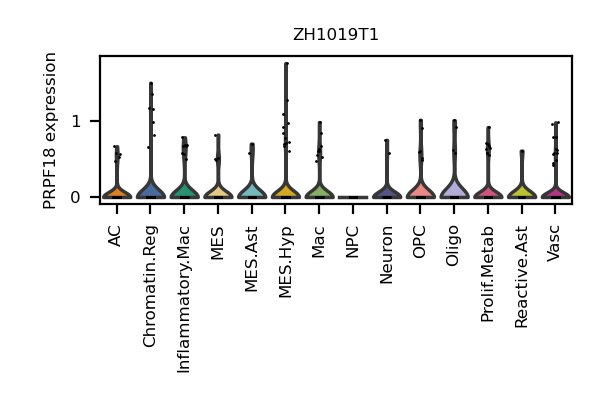 ZH1019T1
PRPF18 expression
1
0
AC
Chromatin.Reg
Inflammatory.Mac
MES
MES.Ast
MES.Hyp
Mac
NPC
Neuron
OPC
Oligo
Prolif.Metab
Reactive.Ast
Vasc